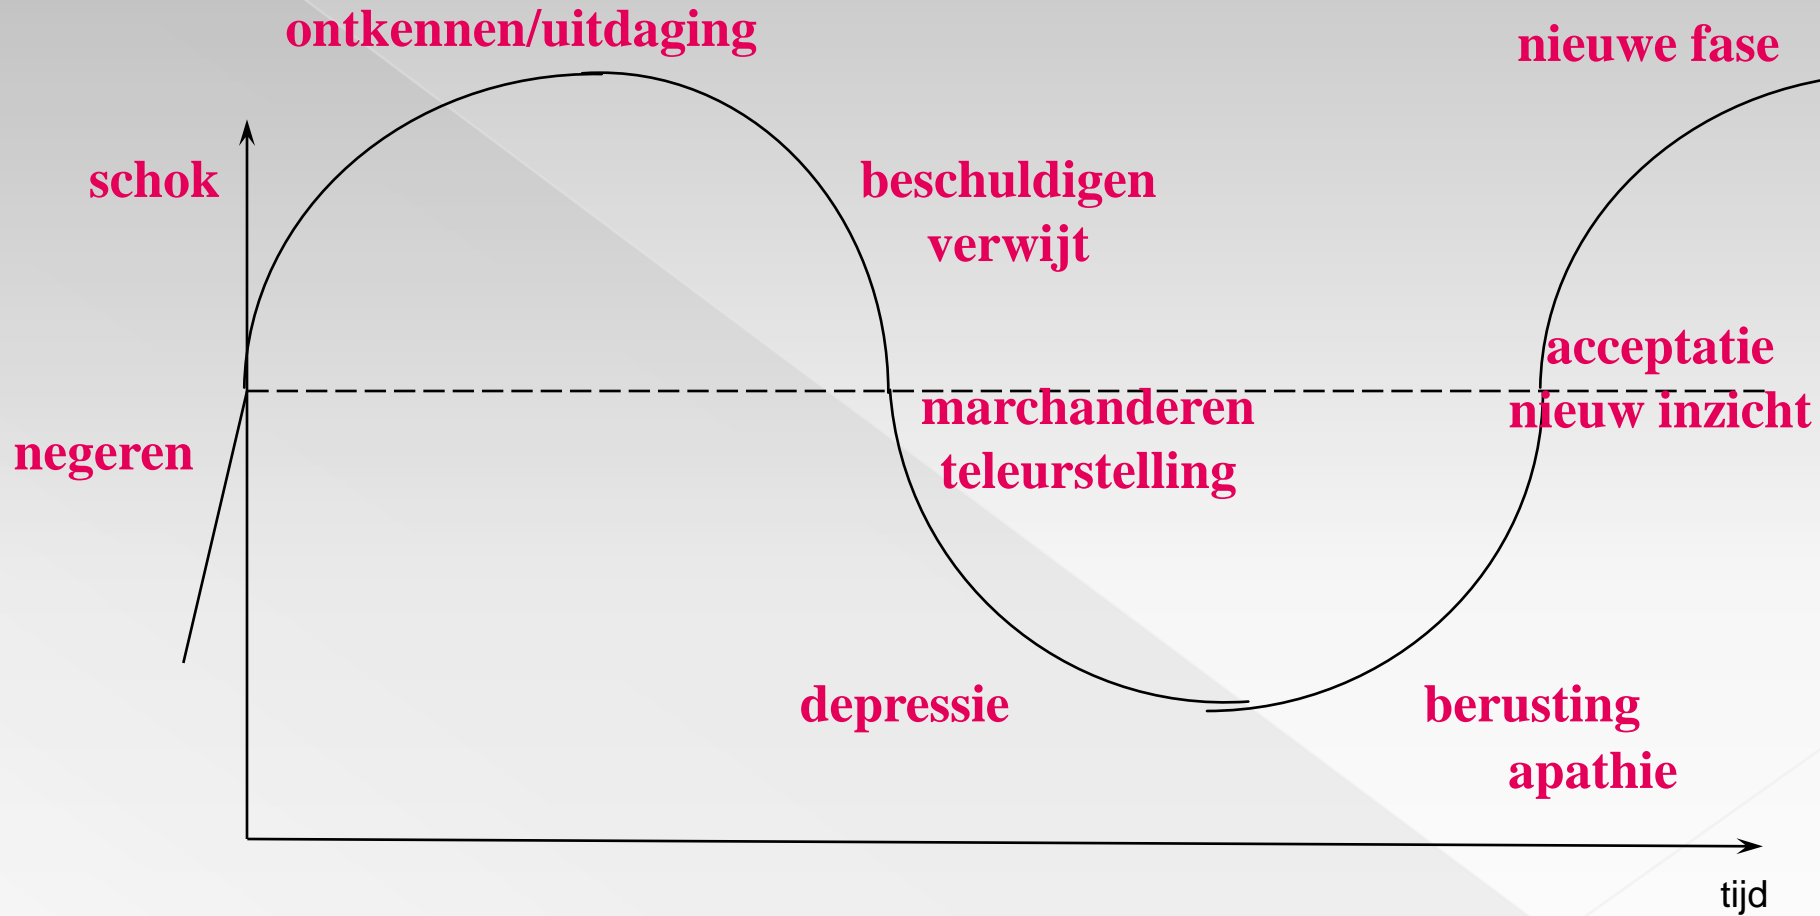 ontkennen/uitdaging
nieuwe fase
schok
beschuldigen
verwijt
acceptatie
nieuw inzicht
marchanderen
teleurstelling
negeren
depressie
berusting
apathie
tijd